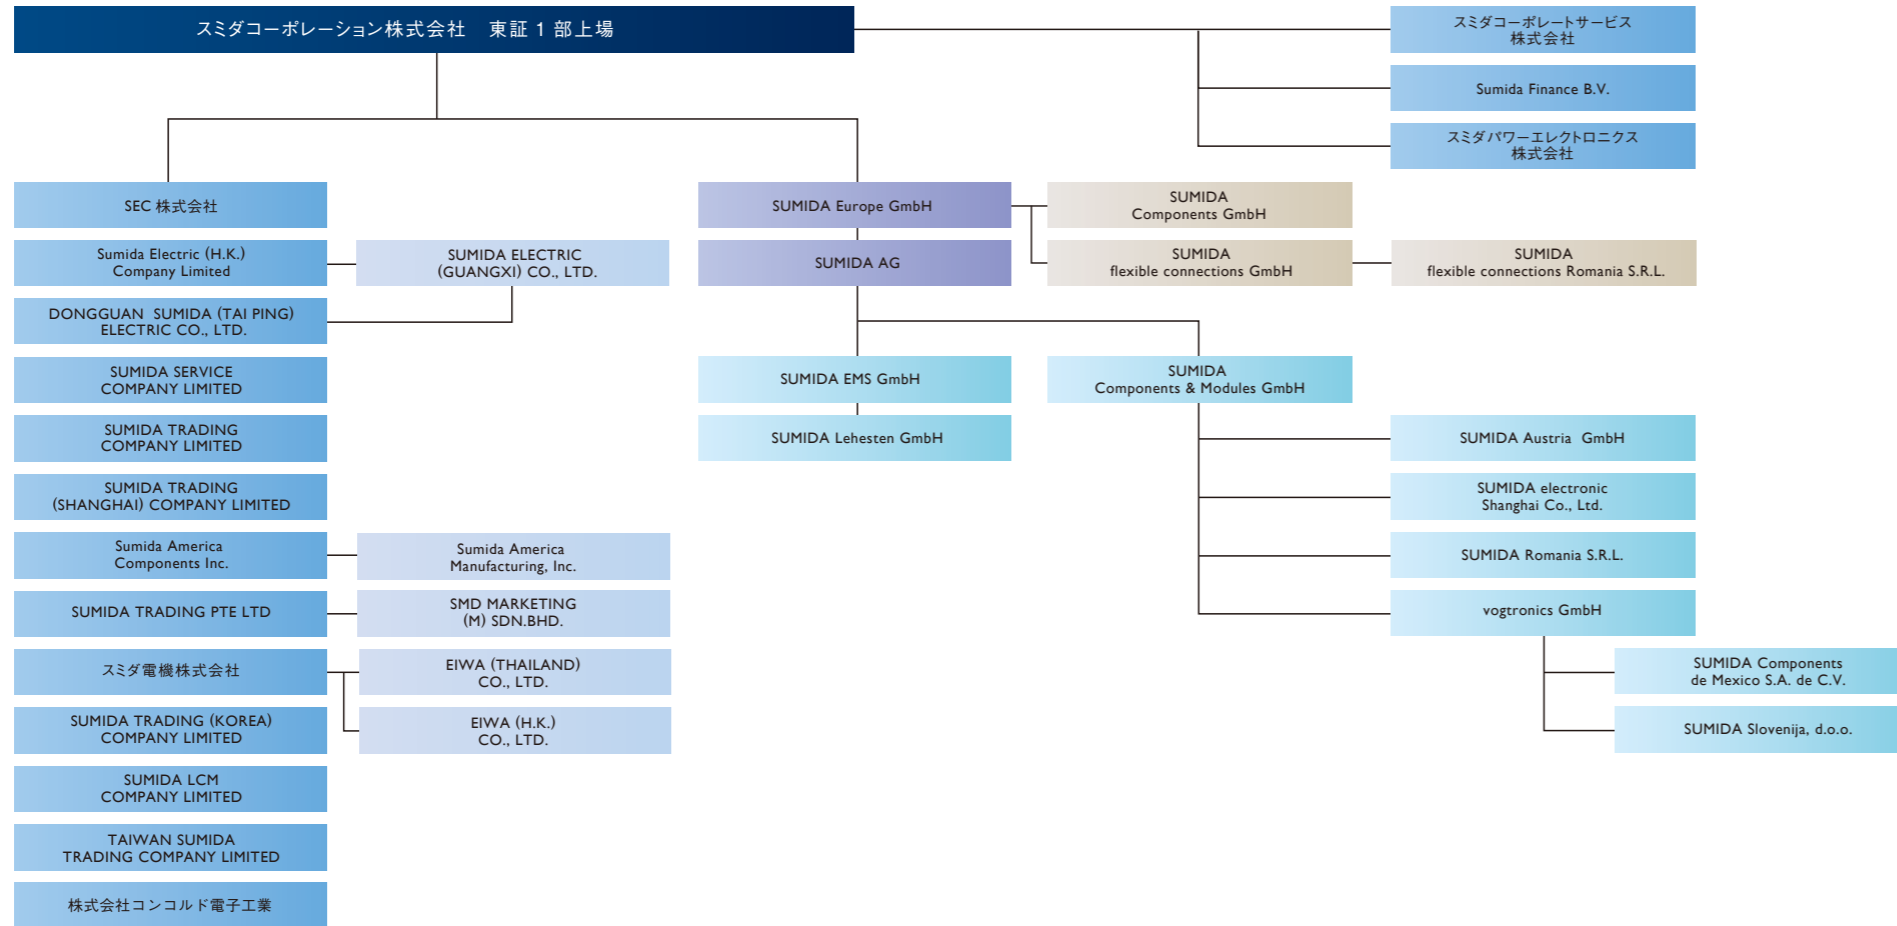 スミダコーポレーション株式会社　東証 1 部上場
スミダコーポレートサービス
株式会社
Sumida Finance B.V.
スミダパワーエレクトロニクス
株式会社
SEC 株式会社
Sumida Electric (H.K.)
Company Limited
SUMIDA ELECTRIC
(GUANGXI) CO., LTD.
DONGGUAN SUMIDA (TAI PING)
ELECTRIC CO., LTD.
SUMIDA SERVICE
COMPANY LIMITED
SUMIDA TRADING
COMPANY LIMITED
SUMIDA TRADING
(SHANGHAI) COMPANY LIMITED
Sumida America
Components Inc.
Sumida America
Manufacturing, Inc.
SUMIDA TRADING PTE LTD
SMD MARKETING
(M) SDN.BHD.
スミダ電機株式会社
EIWA (THAILAND)
CO., LTD.
EIWA (H.K.)
CO., LTD.
SUMIDA TRADING (KOREA)
COMPANY LIMITED
SUMIDA LCM
COMPANY LIMITED
TAIWAN SUMIDA
TRADING COMPANY LIMITED
株式会社コンコルド電子工業
SUMIDA Europe GmbH
SUMIDA
Components GmbH
SUMIDA AG
SUMIDA
flexible connections GmbH
SUMIDA
flexible connections Romania S.R.L.
SUMIDA EMS GmbH
SUMIDA Lehesten GmbH
SUMIDA
Components & Modules GmbH
SUMIDA Austria GmbH
SUMIDA electronic
Shanghai Co., Ltd.
SUMIDA Romania S.R.L.
vogtronics GmbH
SUMIDA Components
de Mexico S.A. de C.V.
SUMIDA Slovenija, d.o.o.